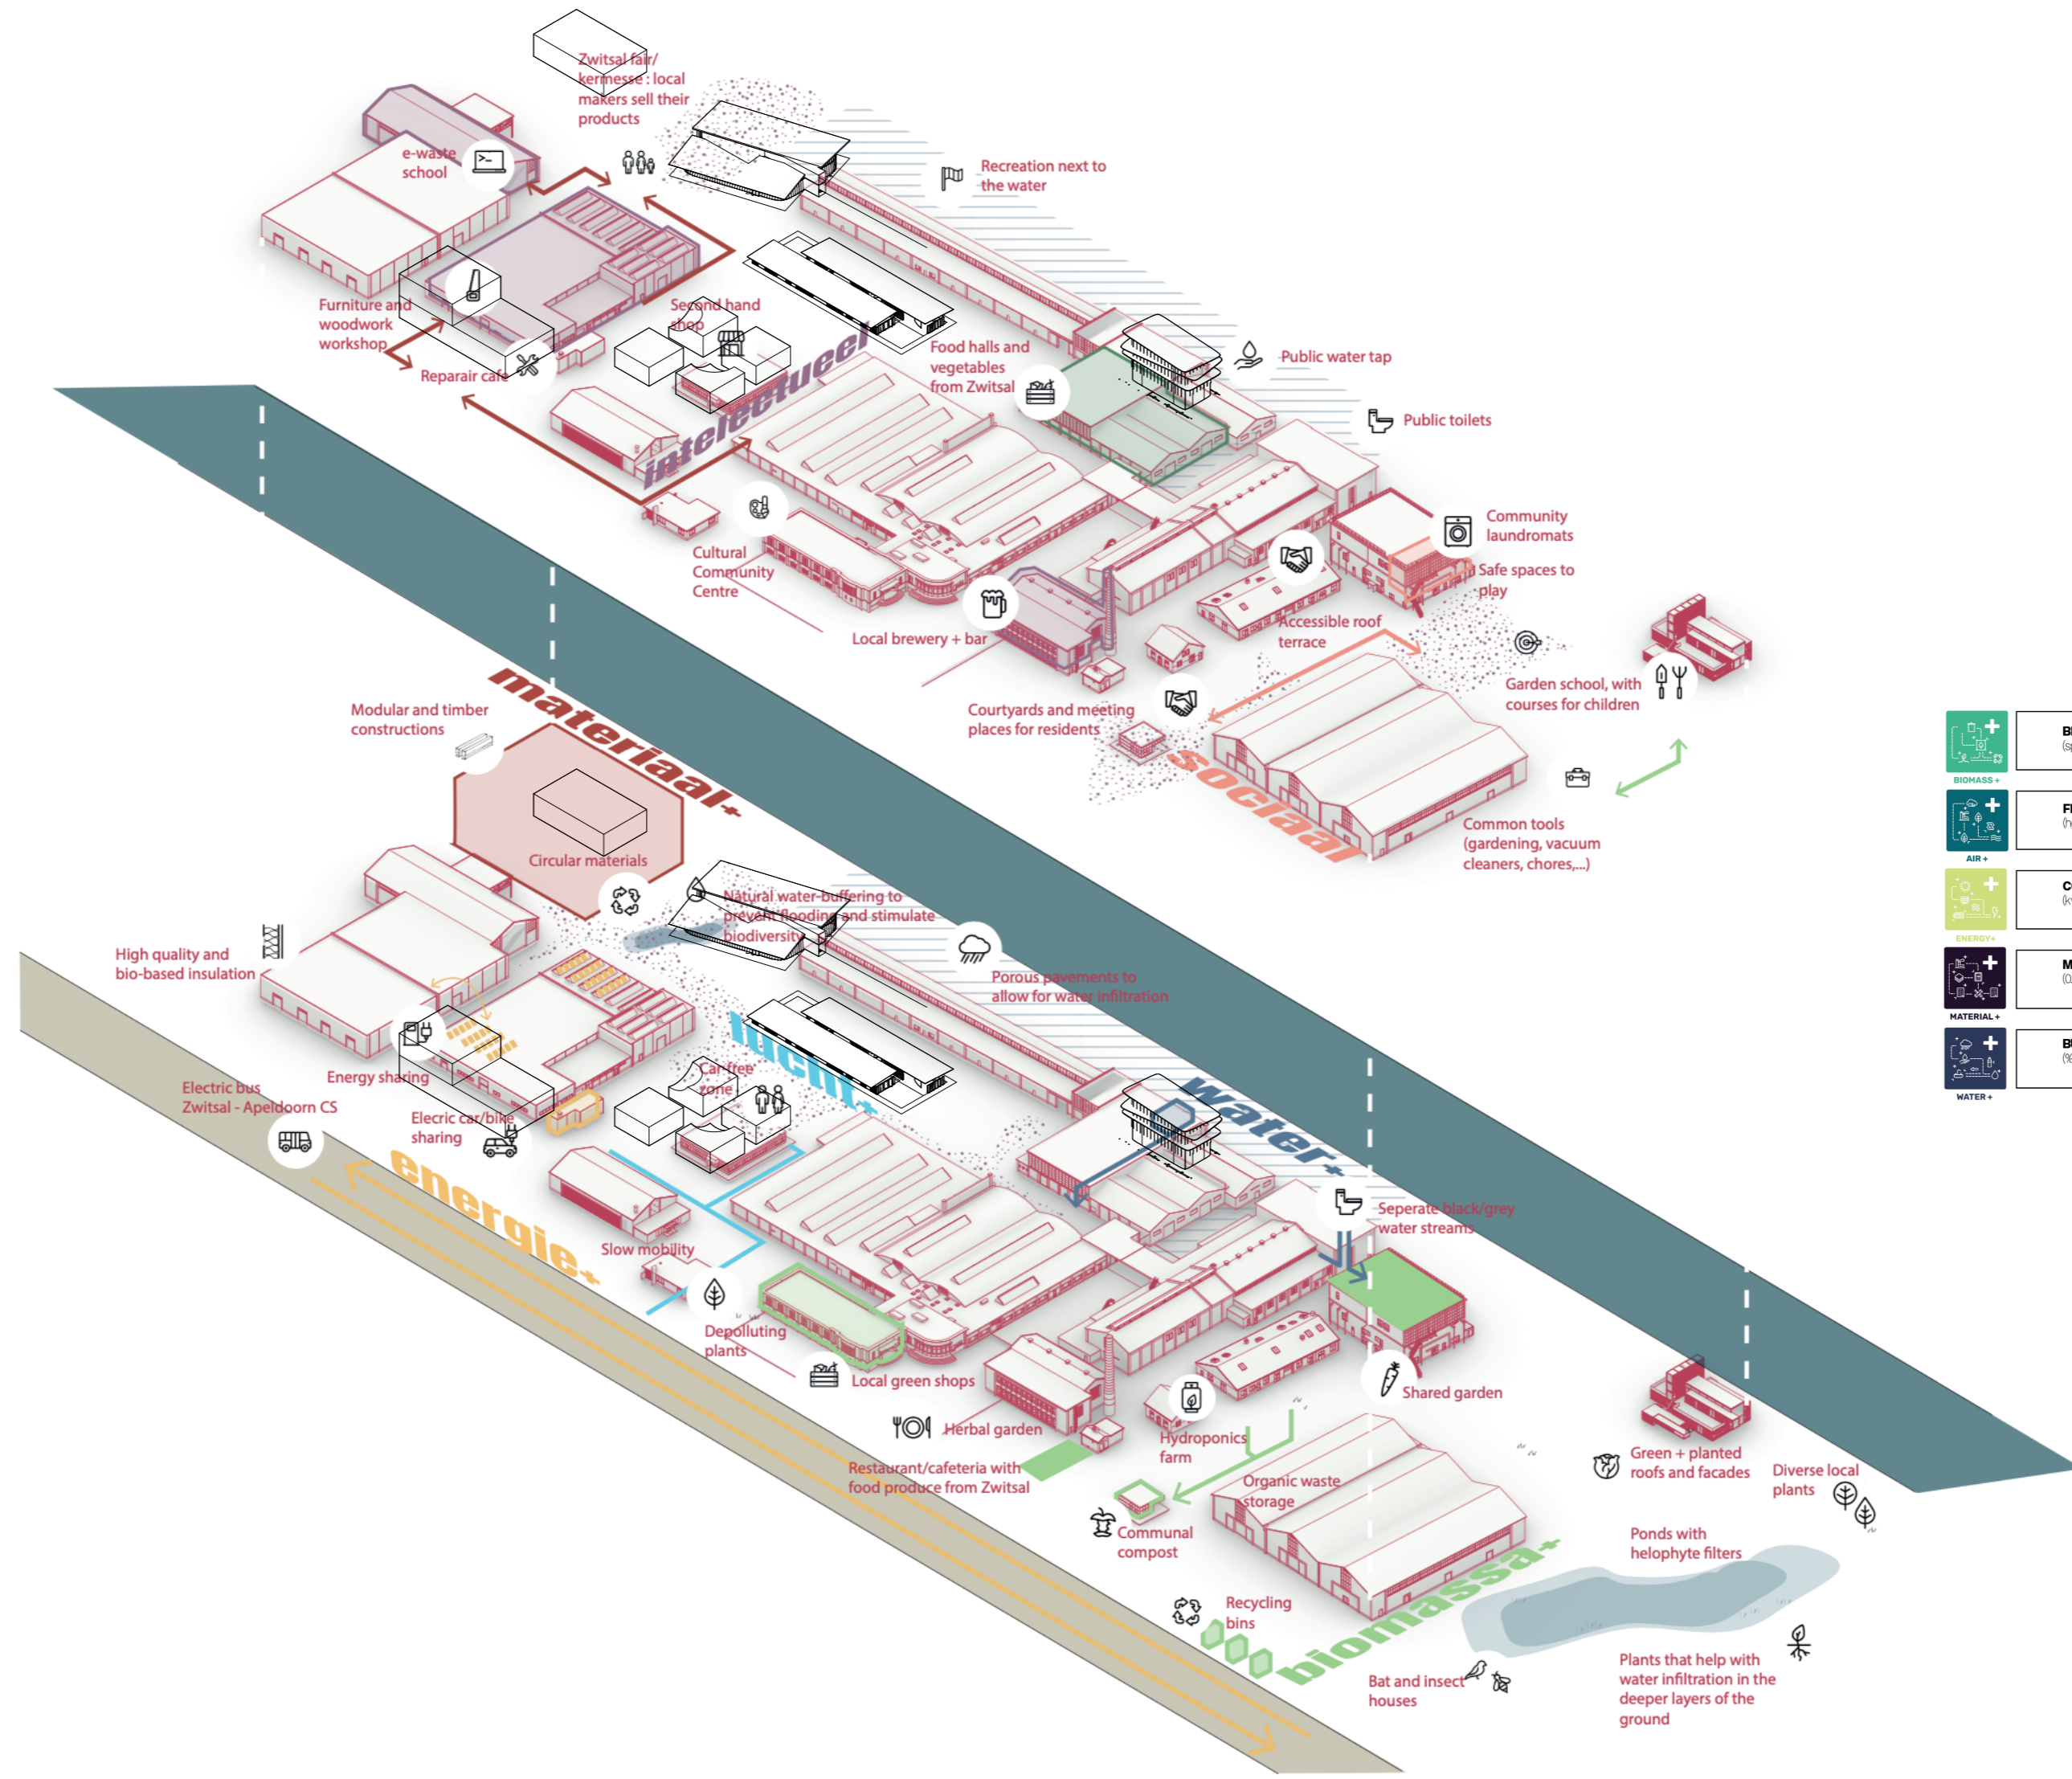 Zwitsal fair/
kermesse : local
makers sell their
products
e-waste
school
Recreation next to
the water
Furniture and
woodwork
workshop
Second hand
shop
Reparair cafe
intelectueel
Food halls and
vegetables
from Zwitsal
Public water tap
Public toilets
Cultural
Community
Centre
Community
laundromats
Safe spaces to
play
Local brewery + bar
Accessible roof
terrace
Garden school, with
courses for children
Courtyards and meeting
places for residents
sociaal
Common tools
(gardening, vacuum
cleaners, chores,...)
Modular and timber
constructions
materiaal+
Circular materials
High quality and
bio-based insulation
Natural water-buffering to
prevent flooding and stimulate
biodiversity
Porous pavements to
allow for water infiltration
lucht+
Energy sharing
Car-free
zone
Electric bus
Zwitsal - Apeldoorn CS
Elecric car/bike
sharing
energie+
water+
Seperate black/grey
water streams
Slow mobility
Depolluting
plants
Local green shops
Shared garden
Herbal garden
Hydroponics
farm
Restaurant/cafeteria with
food produce from Zwitsal
Organic waste
storage
Green + planted
roofs and facades
Diverse local
plants
Communal
compost
Ponds with
helophyte filters
Recycling
bins
biomassa+
Bat and insect
houses
Plants that help with
water infiltration in the
deeper layers of the
ground
BIOMASS +
AIR +
ENERGY+
MATERIAL +
WATER +